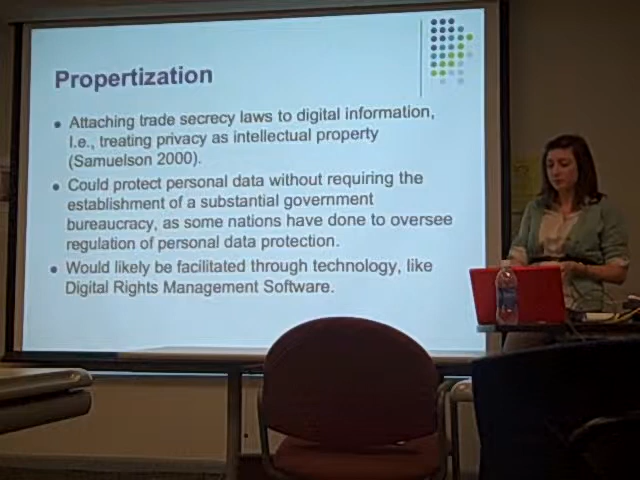 Propertization
Attaching trade secrecy laws to digital information,
I.e., treating privacy as intellectual property
(Samuelson 2000).
Could protect personal data without requiring the
establishment of a substantial government
bureaucracy, as some nations have done to oversee
regulation of personal data protection.
Would likely be facilitated through technology, like
Digital Rights Management Software.